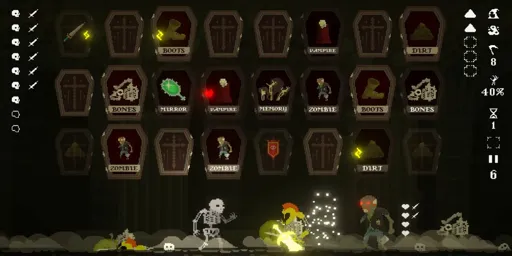 BOOTS
VAMPIRE
DIRT
8
BONES
MIRROR
VAMPIRE
MEMORY
ZOMBIE
BOOTS
BONES
40%
1
ZOMBIE
ZOMBIE
DIRT
6